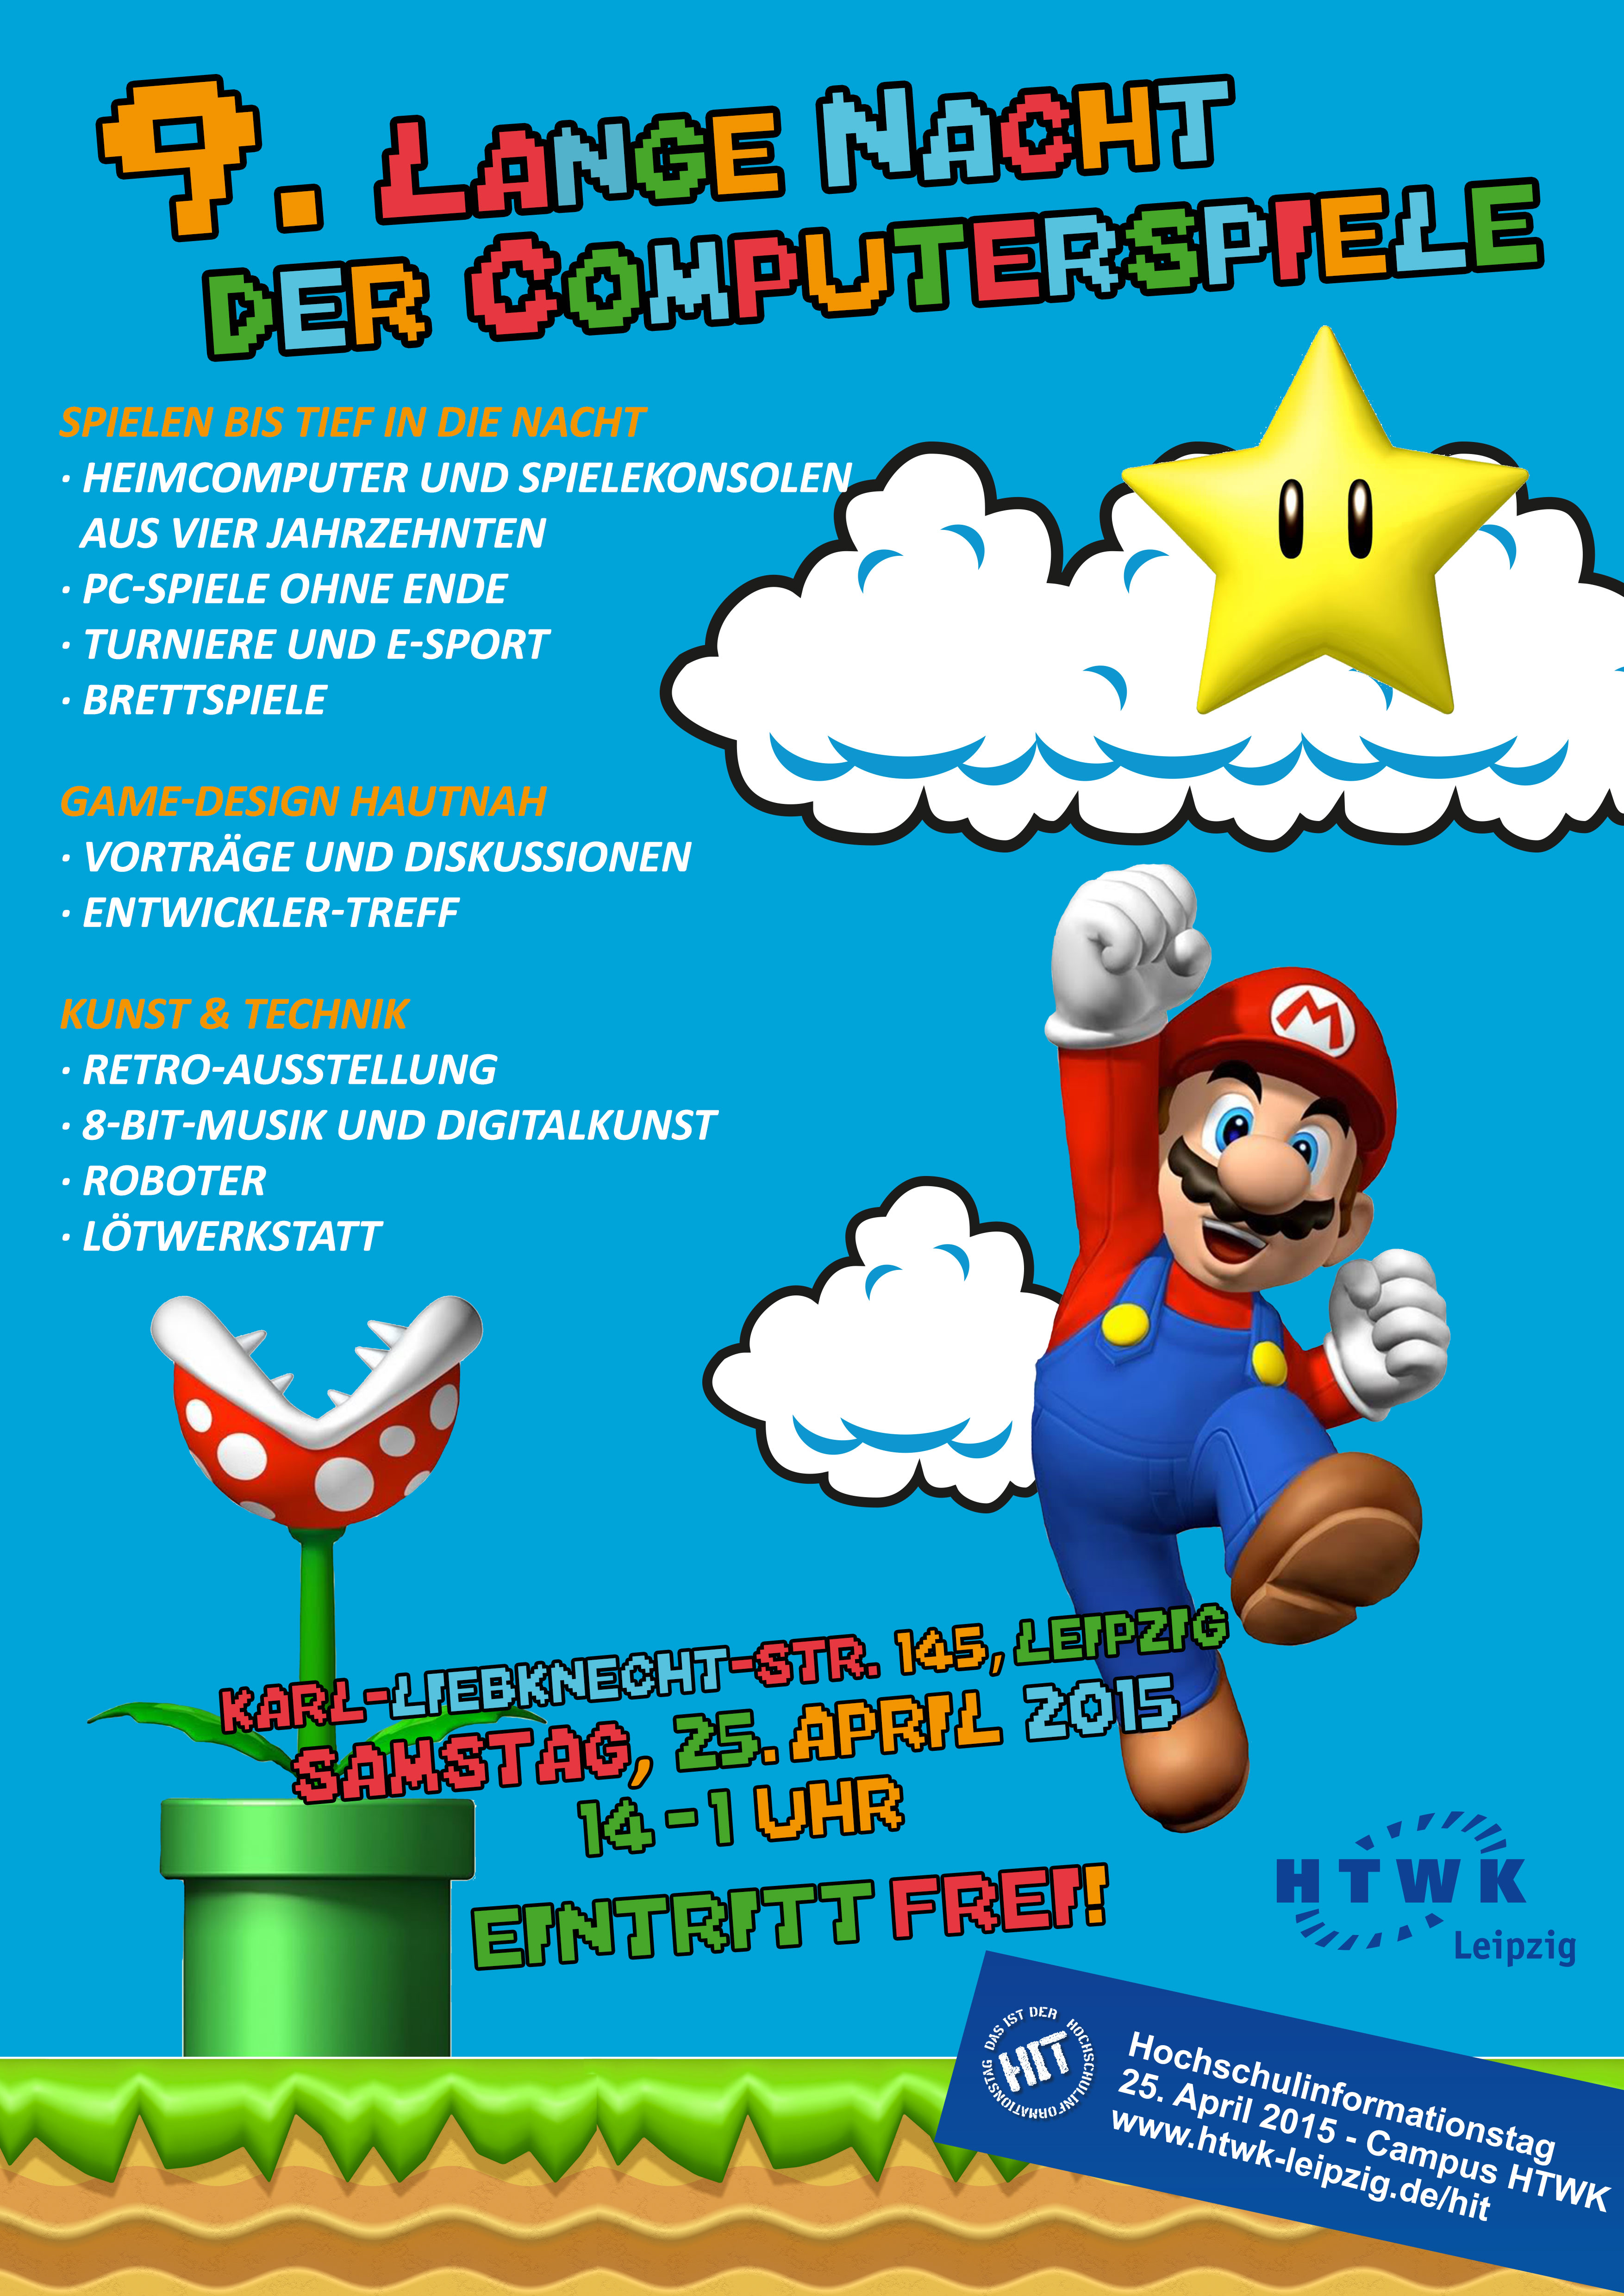 9. LANGE NACHT
DER COMPUTERSPIELE
SPIELEN BIS TIEF IN DIE NACHT
· HEIMCOMPUTER UND SPIELEKONSOLEN
AUS VIER JAHRZEHNTEN
· PC-SPIELE OHNE ENDE
· TURNIERE UND E-SPORT
· BRETTSPIELE
GAME-DESIGN HAUTNAH
· VORTRÄGE UND DISKUSSIONEN
· ENTWICKLER-TREFF
KUNST & TECHNIK
· RETRO-AUSSTELLUNG
· 8-BIT-MUSIK UND DIGITALKUNST
· ROBOTER
· LÖTWERKSTATT
M
KARL-LIEBKNECHT-STR. 145, LEIPZIG
SAMSTAG, 25. APRIL 2015
14-1 UHR
EINTRITT FREI!
HTWK
Leipzig
DAS IST DER HOCHSCHULINFORMATIONSTAG
HIT
Hochschulinformationstag
25. April 2015 - Campus HTWK
www.htwk-leipzig.de/hit